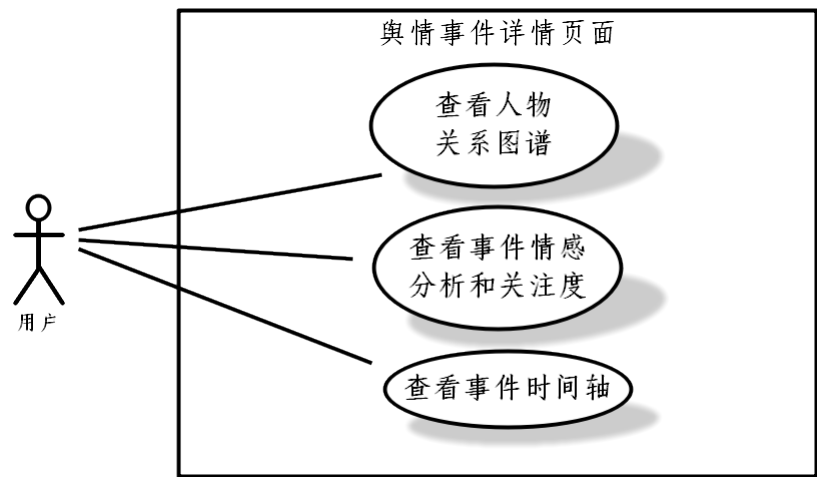 舆情事件详情页面
查看人物
关系图谱
查看事件情感
分析和关注度
查看事件时间轴
用户